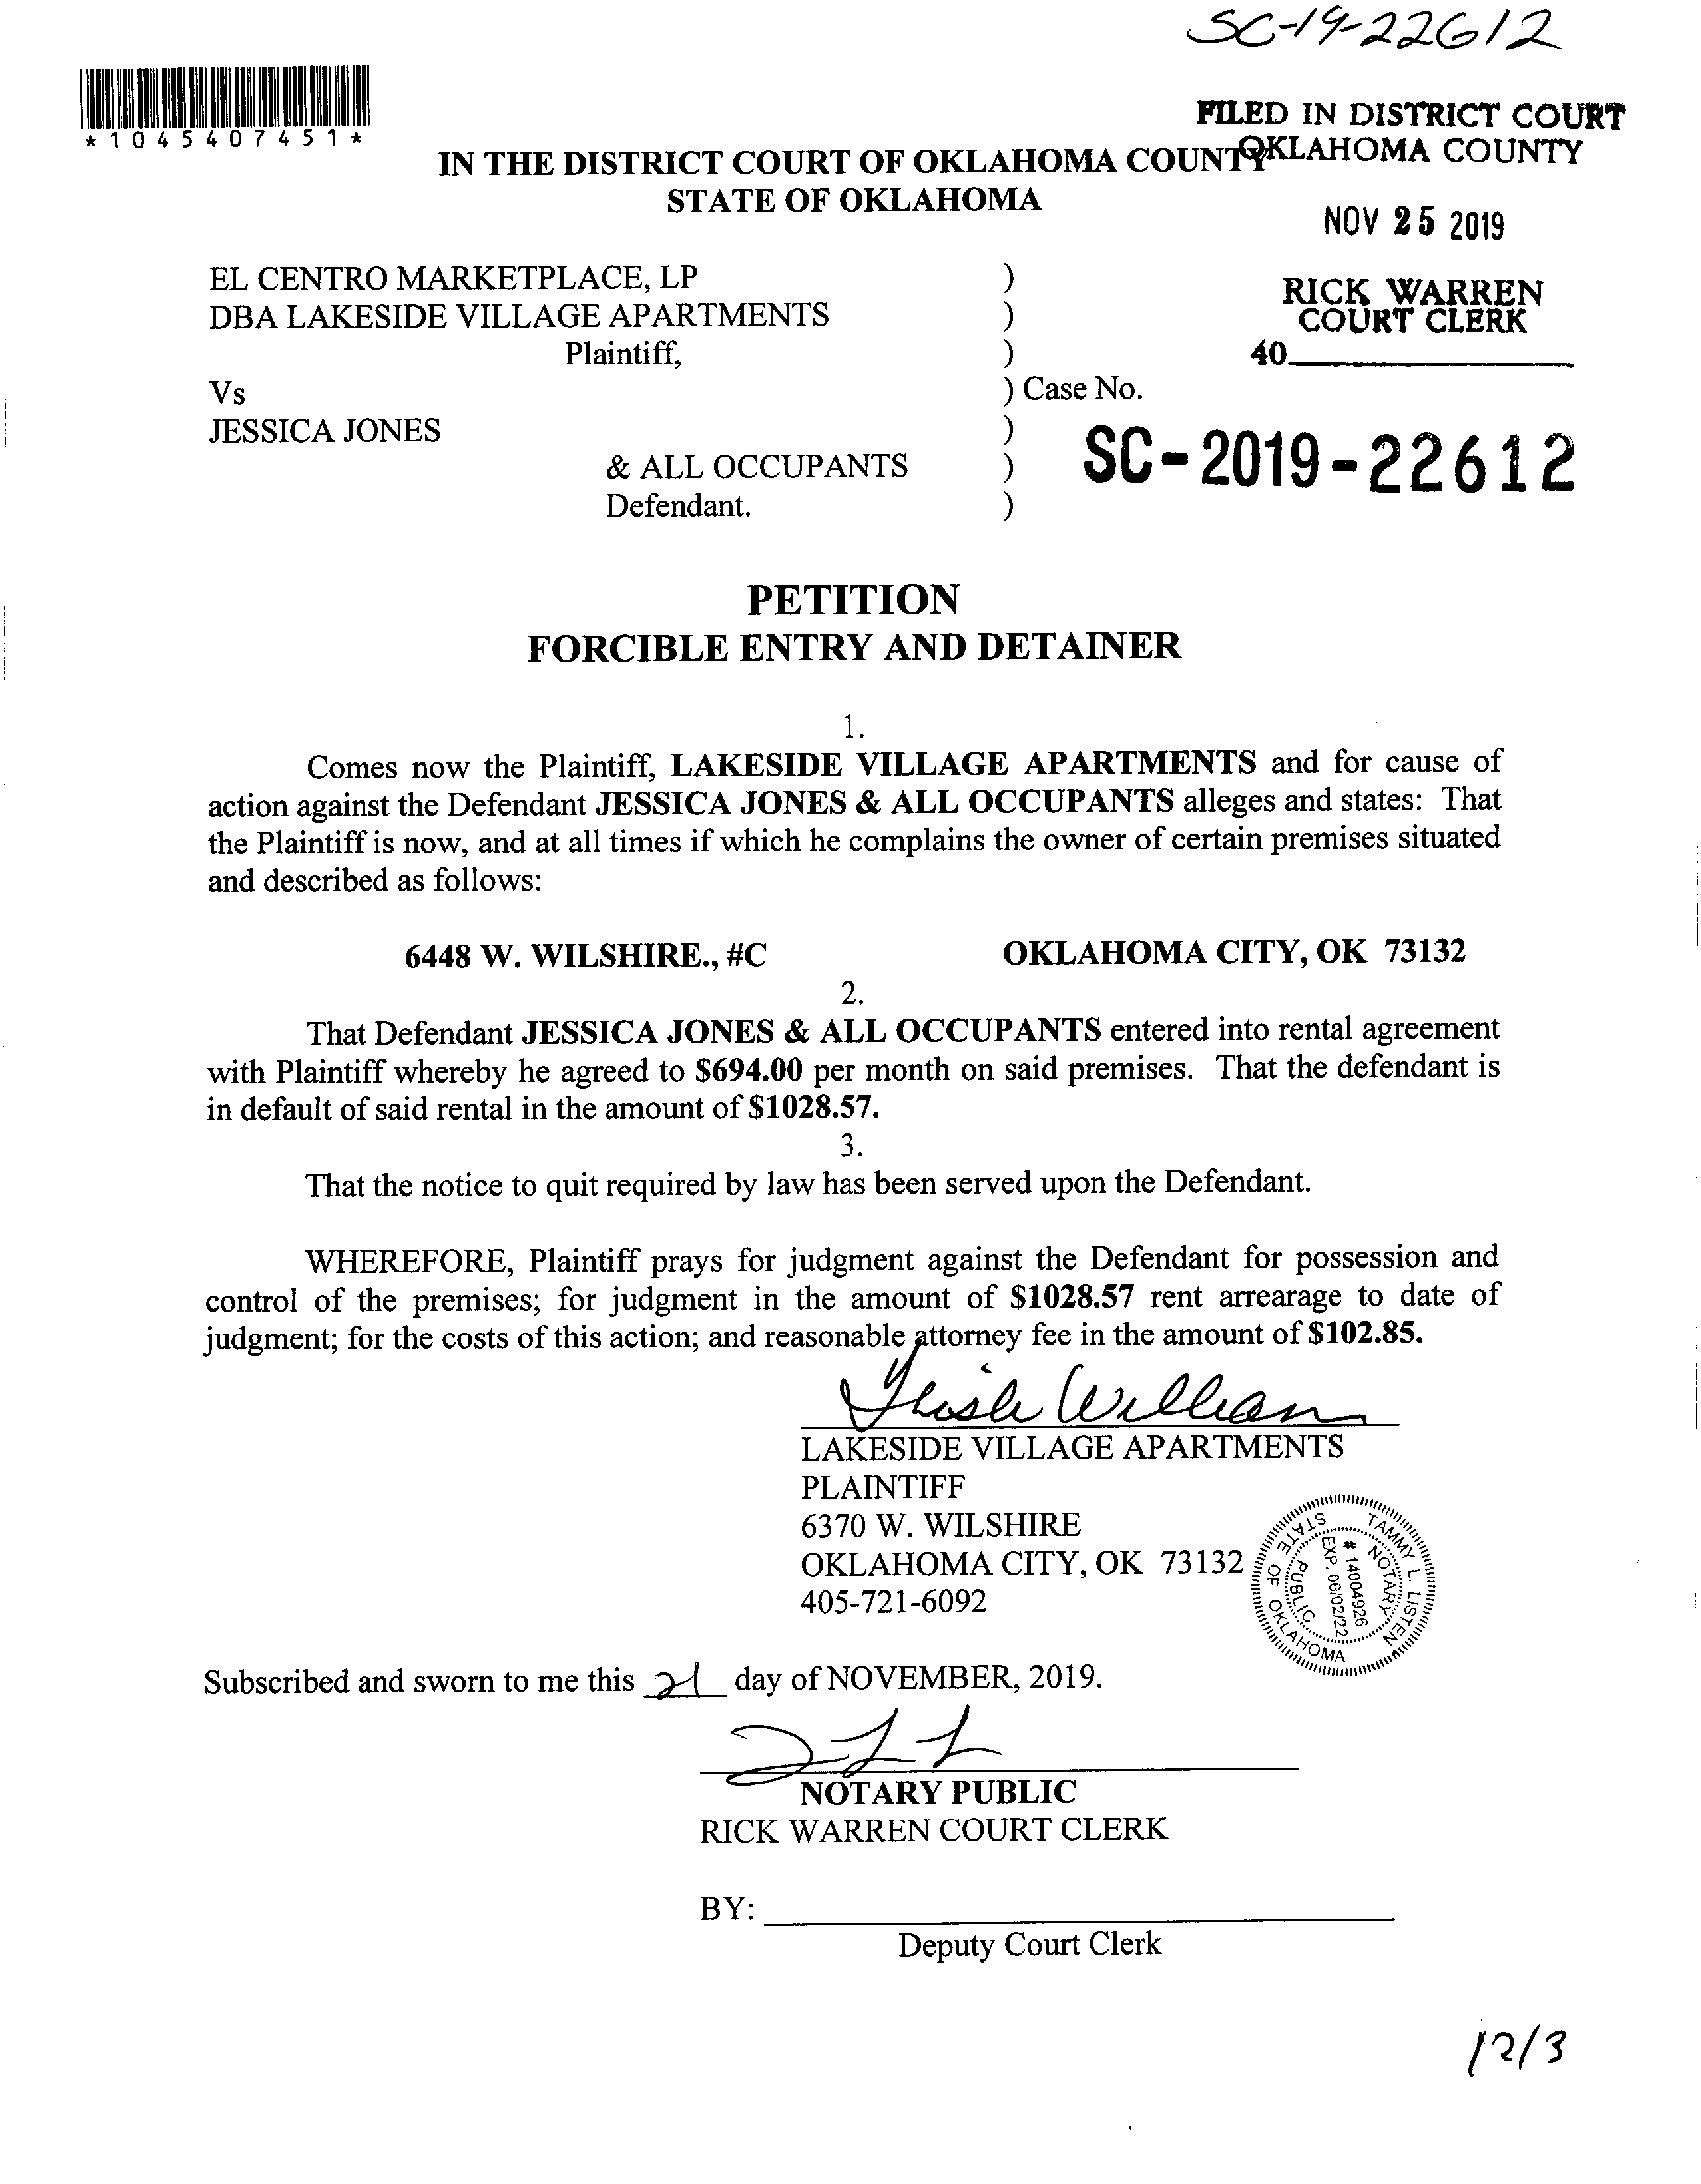 SC-19-22612
*1045407451*
FILED IN DISTRICT COURT
OKLAHOMA COUNTY
IN THE DISTRICT COURT OF OKLAHOMA COUNTY
STATE OF OKLAHOMA
NOV 25 2019
RICK WARREN
COURT CLERK
40
EL CENTRO MARKETPLACE, LP )
DBA LAKESIDE VILLAGE APARTMENTS )
Plaintiff, )
Vs ) Case No.
JESSICA JONES )
& ALL OCCUPANTS ) SC-2019-22612
Defendant. )
PETITION
FORCIBLE ENTRY AND DETAINER
1.
Comes now the Plaintiff, LAKESIDE VILLAGE APARTMENTS and for cause of
action against the Defendant JESSICA JONES & ALL OCCUPANTS alleges and states: That
the Plaintiff is now, and at all times if which he complains the owner of certain premises situated
and described as follows:
6448 W. WILSHIRE., #C OKLAHOMA CITY, OK 73132
2.
That Defendant JESSICA JONES & ALL OCCUPANTS entered into rental agreement
with Plaintiff whereby he agreed to $694.00 per month on said premises. That the defendant is
in default of said rental in the amount of $1028.57.
3.
That the notice to quit required by law has been served upon the Defendant.
WHEREFORE, Plaintiff prays for judgment against the Defendant for possession and
control of the premises; for judgment in the amount of $1028.57 rent arrearage to date of
judgment; for the costs of this action; and reasonable attorney fee in the amount of $102.85.
LAKESIDE VILLAGE APARTMENTS
PLAINTIFF
6370 W. WILSHIRE
OKLAHOMA CITY, OK 73132
405-721-6092
TAMMY L. LISTEN
NOTARY
# 14004926
EXP. 06/02/22
PUBLIC
STATE OF OKLAHOMA
Subscribed and sworn to me this 21 day of NOVEMBER, 2019.
NOTARY PUBLIC
RICK WARREN COURT CLERK
BY:
Deputy Court Clerk
12/3